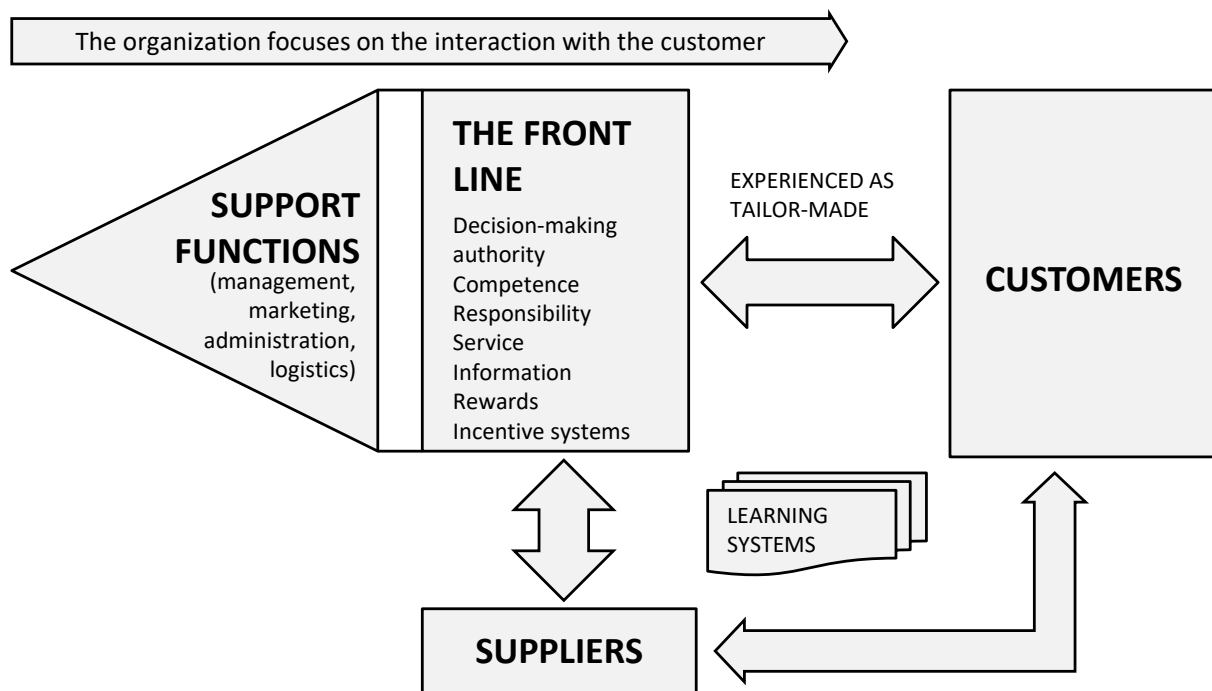 The organization focuses on the interaction with the customer
SUPPORT
FUNCTIONS
(management,
marketing,
administration,
logistics)
THE FRONT
LINE
Decision-making
authority
Competence
Responsibility
Service
Information
Rewards
Incentive systems
EXPERIENCED AS
TAILOR-MADE
CUSTOMERS
LEARNING
SYSTEMS
SUPPLIERS